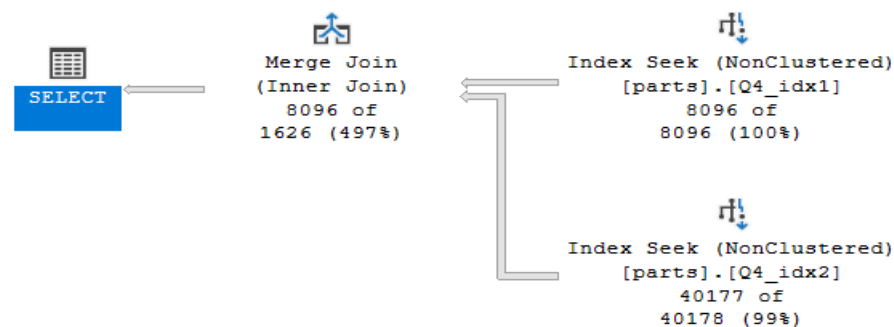 SELECT
Merge Join
(Inner Join)
8096 of
1626 (497%)
Index Seek (NonClustered)
[parts].[Q4_idx1]
8096 of
8096 (100%)
Index Seek (NonClustered)
[parts].[Q4_idx2]
40177 of
40178 (99%)